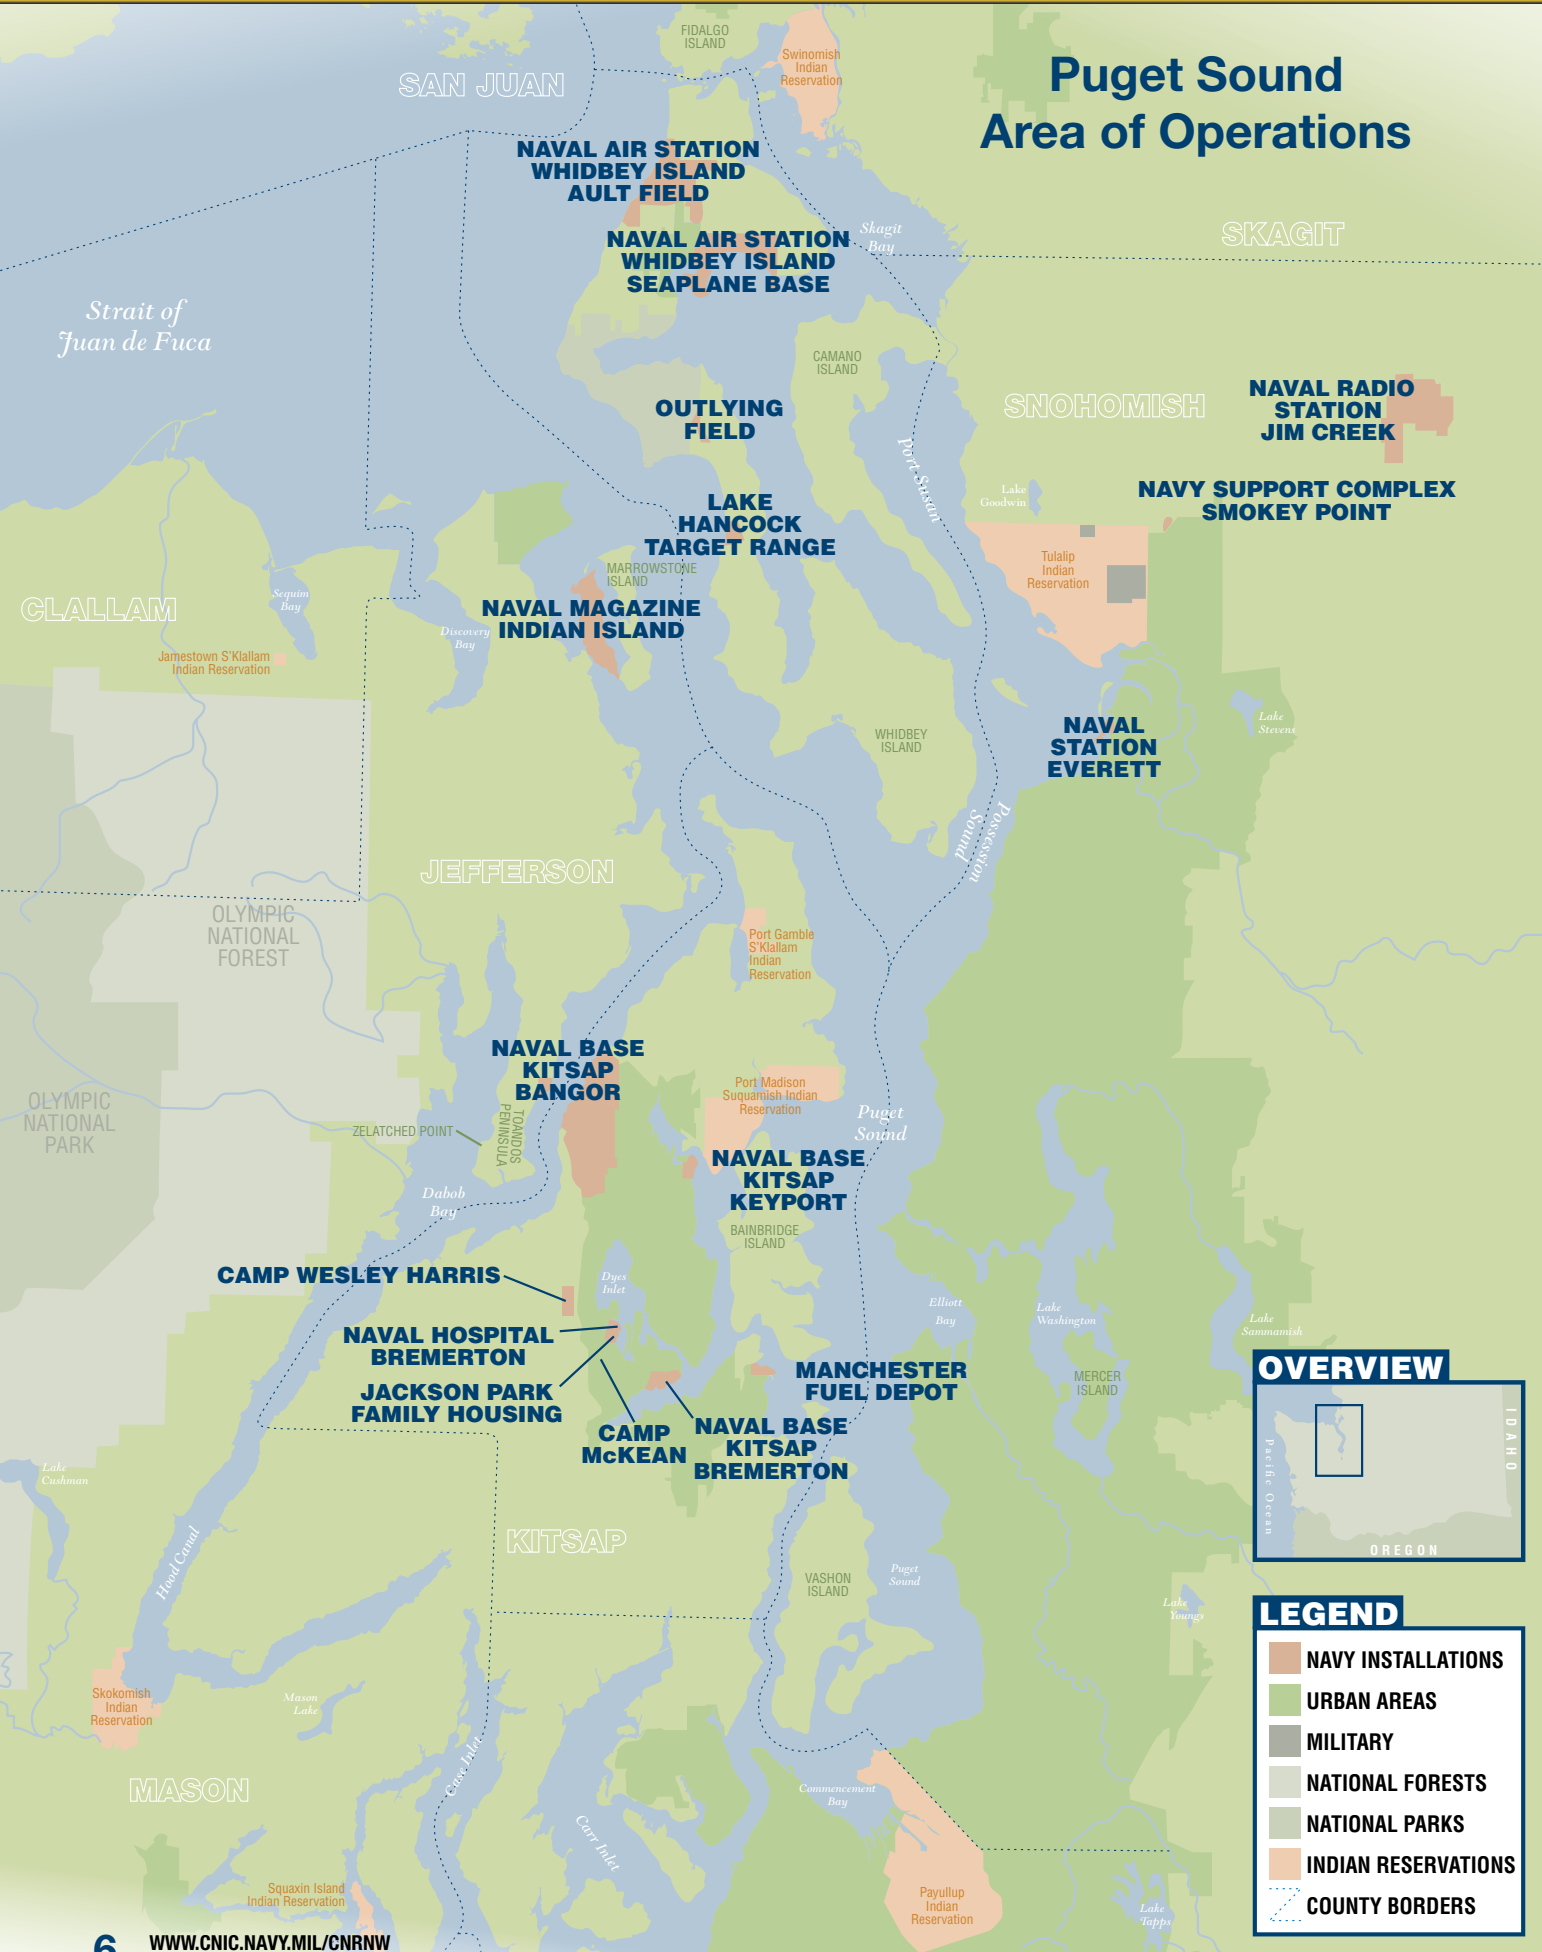 Puget Sound
Area of Operations
FIDALGO
ISLAND
Swinomish
Indian
Reservation
SAN JUAN
NAVAL AIR STATION
WHIDBEY ISLAND
AULT FIELD
NAVAL AIR STATION
WHIDBEY ISLAND
SEAPLANE BASE
Skagit
Bay
SKAGIT
Strait of
Juan de Fuca
CAMANO
ISLAND
OUTLYING
FIELD
SNOHOMISH
NAVAL RADIO
STATION
JIM CREEK
Port Susan
Lake
Goodwin
NAVY SUPPORT COMPLEX
SMOKEY POINT
LAKE
HANCOCK
TARGET RANGE
MARROWSTONE
ISLAND
Tulalip
Indian
Reservation
CLALLAM
Sequim
Bay
NAVAL MAGAZINE
INDIAN ISLAND
Discovery
Bay
Jamestown S'Klallam
Indian Reservation
WHIDBEY
ISLAND
NAVAL
STATION
EVERETT
Lake
Stevens
Possession
Sound
JEFFERSON
OLYMPIC
NATIONAL
FOREST
Port Gamble
S'Klallam
Indian
Reservation
NAVAL BASE
KITSAP
BANGOR
OLYMPIC
NATIONAL
PARK
Port Madison
Suquamish Indian
Reservation
Puget
Sound
ZELATCHED POINT
TOANDOS
PENINSULA
NAVAL BASE
KITSAP
KEYPORT
Dabob
Bay
BAINBRIDGE
ISLAND
CAMP WESLEY HARRIS
Dyes
Inlet
Elliott
Bay
Lake
Washington
Lake
Sammamish
NAVAL HOSPITAL
BREMERTON
JACKSON PARK
FAMILY HOUSING
MANCHESTER
FUEL DEPOT
MERCER
ISLAND
CAMP
McKEAN
NAVAL BASE
KITSAP
BREMERTON
OVERVIEW
Pacific Ocean
IDAHO
OREGON
Lake
Cushman
Hood Canal
KITSAP
VASHON
ISLAND
Puget
Sound
Lake
Youngs
LEGEND
NAVY INSTALLATIONS
URBAN AREAS
MILITARY
NATIONAL FORESTS
NATIONAL PARKS
INDIAN RESERVATIONS
COUNTY BORDERS
Skokomish
Indian
Reservation
Mason
Lake
MASON
Case Inlet
Carr Inlet
Commencement
Bay
Squaxin Island
Indian Reservation
Payullup
Indian
Reservation
Lake
Tapps
6
WWW.CNIC.NAVY.MIL/CNRNW